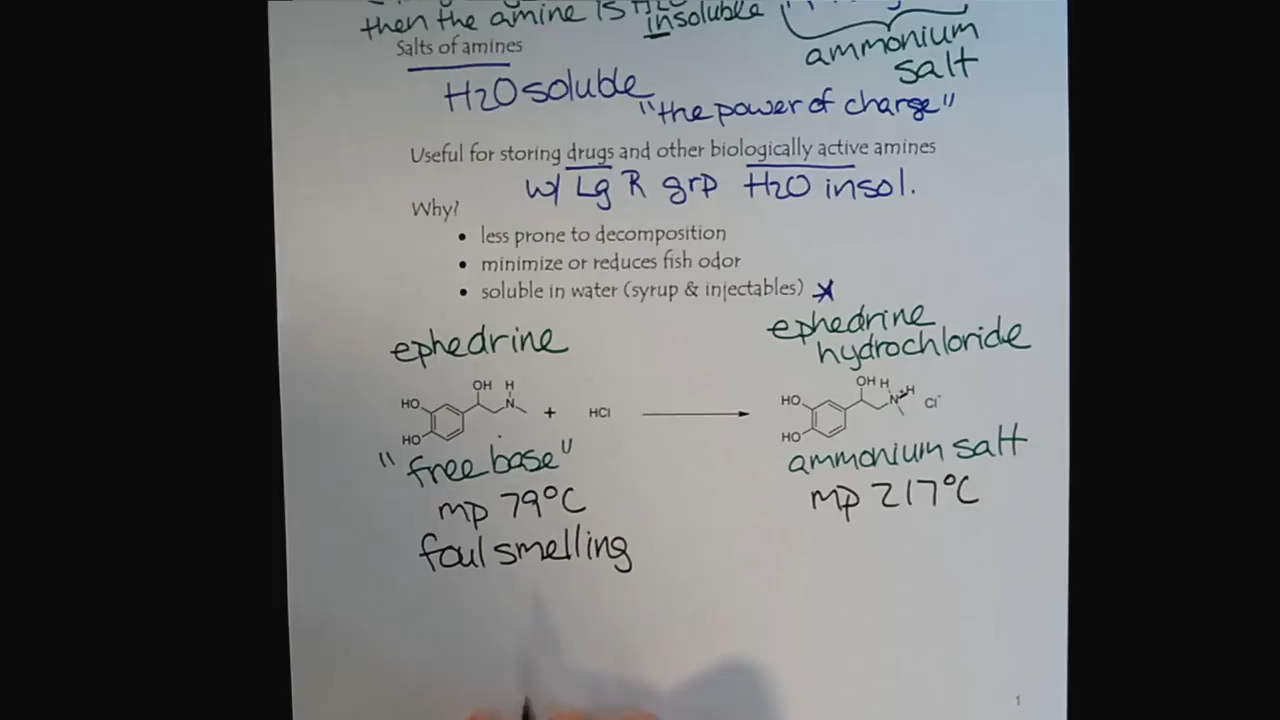 then the amine is H2O insoluble
ammonium
salt
Salts of amines
H2O soluble
"the power of charge"
Useful for storing drugs and other biologically active amines
w/ Lg R grp H2O insol.
Why?
• less prone to decomposition
• minimize or reduces fish odor
• soluble in water (syrup & injectables) *
ephedrine
ephedrine
hydrochloride
OH H
HO
N
HO
+ HCl
OH H
H
HO
N+
Cl-
HO
"free base"
ammonium salt
mp 79°C
mp 217°C
foul smelling
1